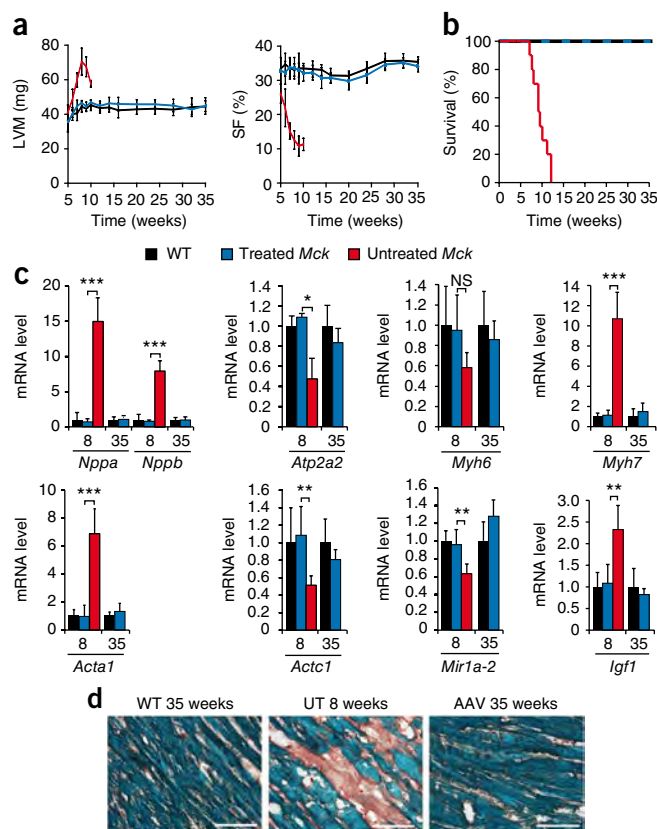 a
b
LVM (mg)
80
60
40
20
0
5 10 15 20 25 30 35
Time (weeks)
SF (%)
40
30
20
10
0
5 10 15 20 25 30 35
Time (weeks)
Survival (%)
100
80
60
40
20
0
0 5 10 15 20 25 30 35
Time (weeks)
WT Treated Mck Untreated Mck
c
mRNA level
20
15
10
5
0
***
***
8 35 8 35
Nppa Nppb
mRNA level
1.4
1.2
1.0
0.8
0.6
0.4
0.2
0
*
8 35
Atp2a2
mRNA level
1.4
1.2
1.0
0.8
0.6
0.4
0.2
0
NS
8 35
Myh6
mRNA level
15
10
5
0
***
8 35
Myh7
mRNA level
10
8
6
4
2
0
***
8 35
Acta1
mRNA level
1.6
1.4
1.2
1.0
0.8
0.6
0.4
0.2
0
**
8 35
Actc1
mRNA level
1.6
1.4
1.2
1.0
0.8
0.6
0.4
0.2
0
**
8 35
Mir1a-2
mRNA level
3.0
2.5
2.0
1.5
1.0
0.5
0
**
8 35
Igf1
d
WT 35 weeks UT 8 weeks AAV 35 weeks